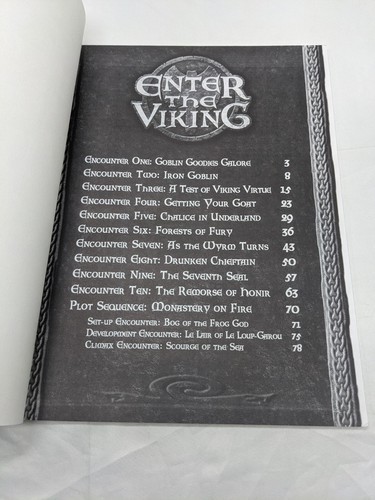 Enter
the
Viking
Encounter One: Goblin Goodies Galore 3
Encounter Two: Iron Goblin 8
Encounter Three: A Test of Viking Virtue 15
Encounter Four: Getting Your Goat 23
Encounter Five: Chalice in Underland 29
Encounter Six: Forests of Fury 36
Encounter Seven: As the Wyrm Turns 43
Encounter Eight: Drunken Chieftain 50
Encounter Nine: The Seventh Seal 57
Encounter Ten: The Remorse of Honir 63
Plot Sequence: Monastery on Fire 70
Set-up Encounter: Bog of the Frog God 71
Development Encounter: Le Lair of Le Loup-Garou 75
Climax Encounter: Scourge of the Sea 78